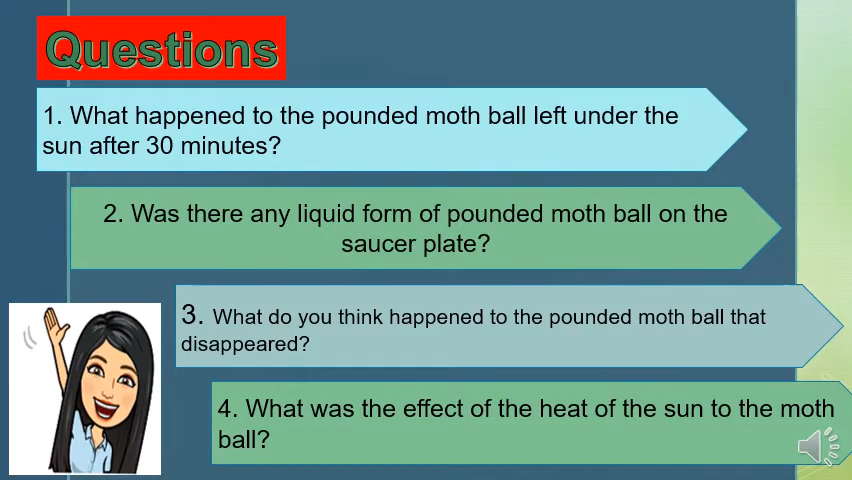 Questions
1. What happened to the pounded moth ball left under the
sun after 30 minutes?
2. Was there any liquid form of pounded moth ball on the
saucer plate?
3. What do you think happened to the pounded moth ball that
disappeared?
4. What was the effect of the heat of the sun to the moth
ball?